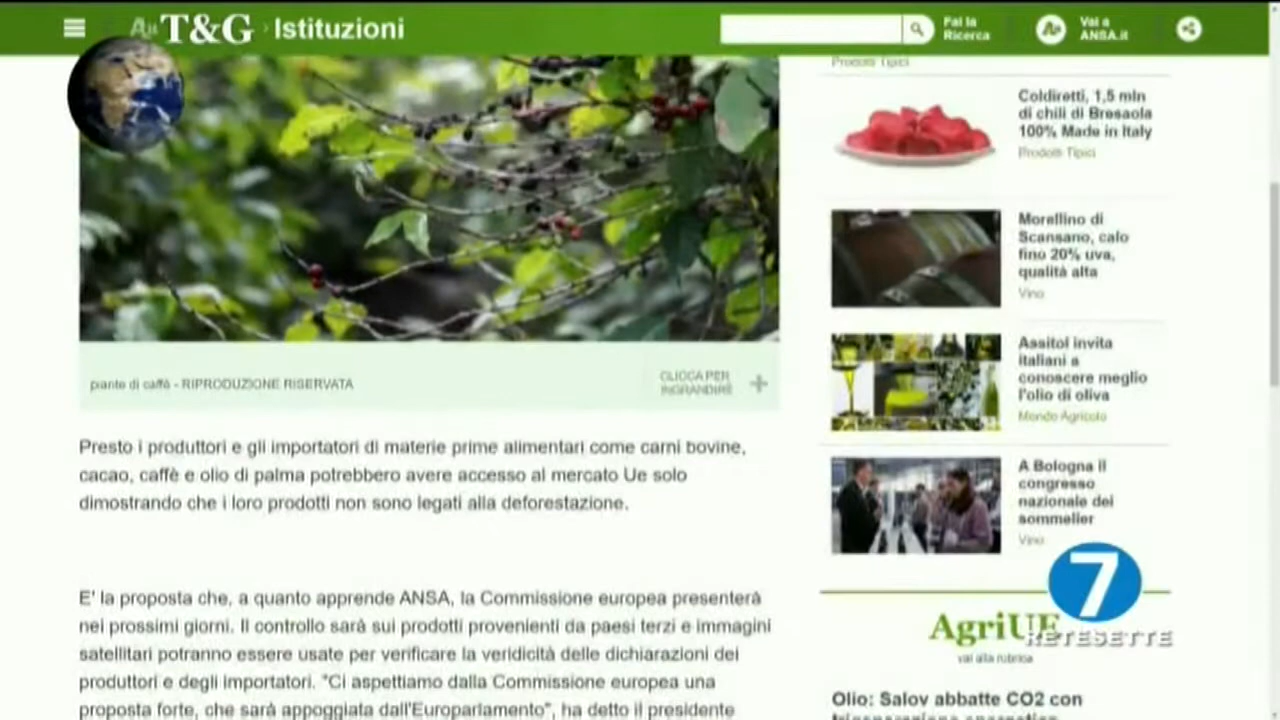 T&G › Istituzioni
Fai la
Ricerca
Vai a
ANSA.it
Prodotti Tipici
Coldiretti, 1,5 mln
di chili di Bresaola
100% Made in Italy
Prodotti Tipici
Morellino di
Scansano, calo
fino 20% uva,
qualità alta
Vino
Assitol invita
italiani a
conoscere meglio
l'olio di oliva
Mondo Agricolo
A Bologna il
congresso
nazionale dei
sommelier
Vino
piante di caffè - RIPRODUZIONE RISERVATA
CLICCA PER
INGRANDIRE +
Presto i produttori e gli importatori di materie prime alimentari come carni bovine,
cacao, caffè e olio di palma potrebbero avere accesso al mercato Ue solo
dimostrando che i loro prodotti non sono legati alla deforestazione.
E' la proposta che, a quanto apprende ANSA, la Commissione europea presenterà
nei prossimi giorni. Il controllo sarà sui prodotti provenienti da paesi terzi e immagini
satellitari potranno essere usate per verificare la veridicità delle dichiarazioni dei
produttori e degli importatori. "Ci aspettiamo dalla Commissione europea una
proposta forte, che sarà appoggiata dall'Europarlamento", ha detto il presidente
7
RETESETTE
AgriUE
vai alla rubrica
Olio: Salov abbatte CO2 con